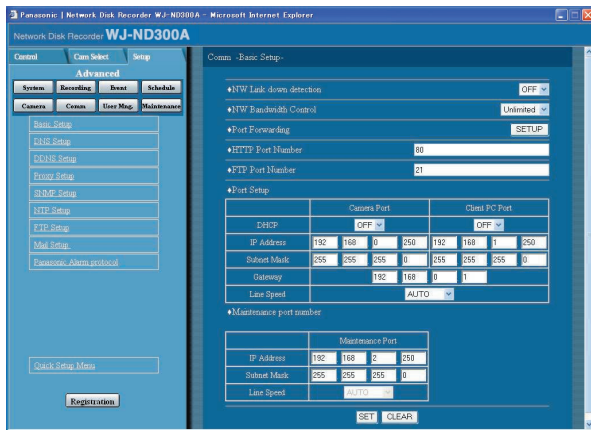 Panasonic | Network Disk Recorder WJ-ND300A - Microsoft Internet Explorer
Network Disk Recorder WJ-ND300A
Control Cam Select Setup
Advanced
System Recording Event Schedule
Camera Comm User Mng. Maintenance
Basic Setup
DNS Setup
DDNS Setup
Proxy Setup
SNMP Setup
NTP Setup
FTP Setup
Mail Setup
Panasonic Alarm protocol
Quick Setup Menu
Registration
Comm -Basic Setup-
♦NW Link down detection OFF
♦NW Bandwidth Control Unlimited
♦Port Forwarding SETUP
♦HTTP Port Number 80
♦FTP Port Number 21
♦Port Setup
Camera Port Client PC Port
DHCP OFF OFF
IP Address 192 168 0 250 192 168 1 250
Subnet Mask 255 255 255 0 255 255 255 0
Gateway 192 168 0 1
Line Speed AUTO
♦Maintenance port number
Maintenance Port
IP Address 192 168 2 250
Subnet Mask 255 255 255 0
Line Speed AUTO
SET CLEAR